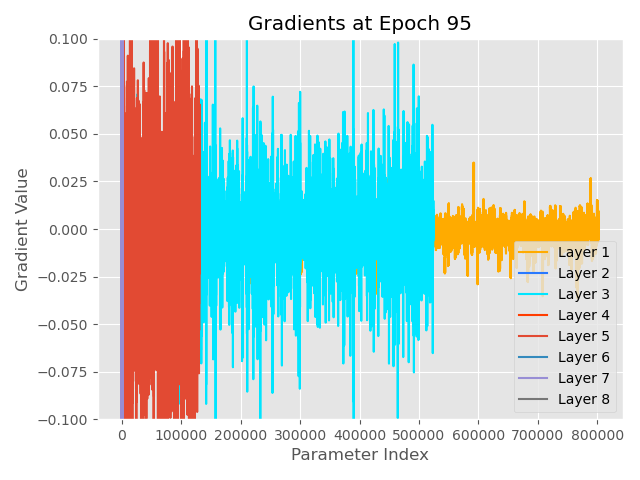 Gradients at Epoch 95
0.100
0.075
0.050
0.025
0.000
−0.025
−0.050
−0.075
−0.100
Gradient Value
Layer 1
Layer 2
Layer 3
Layer 4
Layer 5
Layer 6
Layer 7
Layer 8
0 100000 200000 300000 400000 500000 600000 700000 800000
Parameter Index